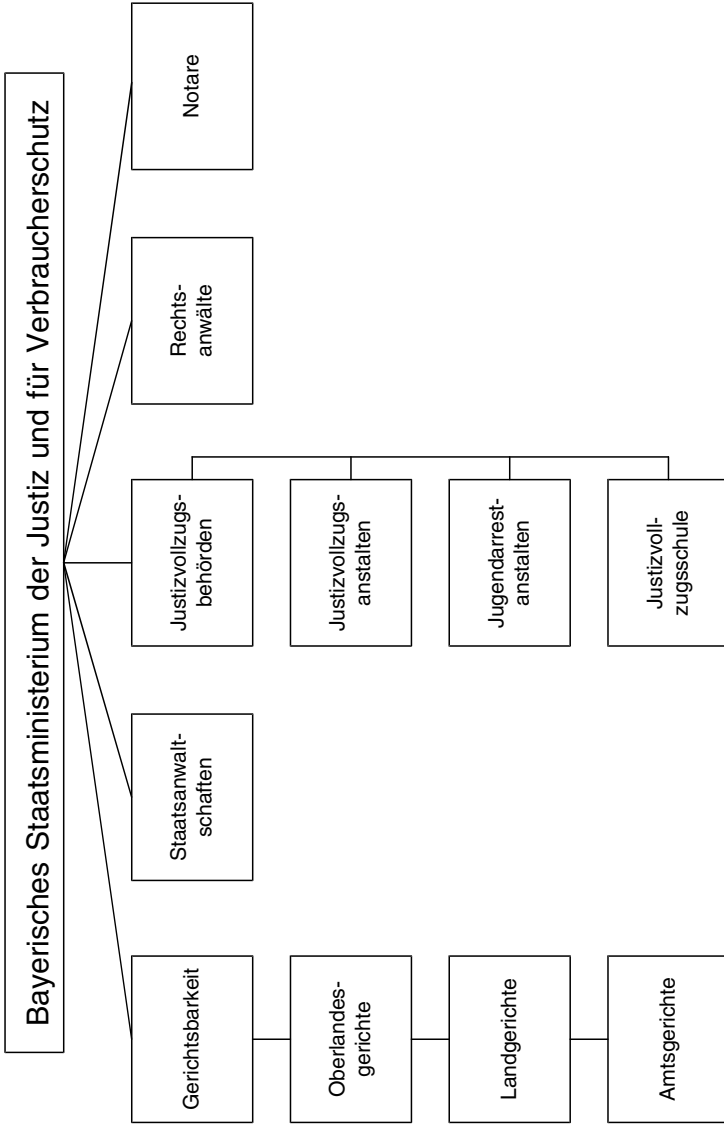 Bayerisches Staatsministerium der Justiz und für Verbraucherschutz
Gerichtsbarkeit
Staatsanwalt-
schaften
Justizvollzugs-
behörden
Rechts-
anwälte
Notare
Oberlandes-
gerichte
Justizvollzugs-
anstalten
Landgerichte
Jugendarrest-
anstalten
Amtsgerichte
Justizvoll-
zugsschule